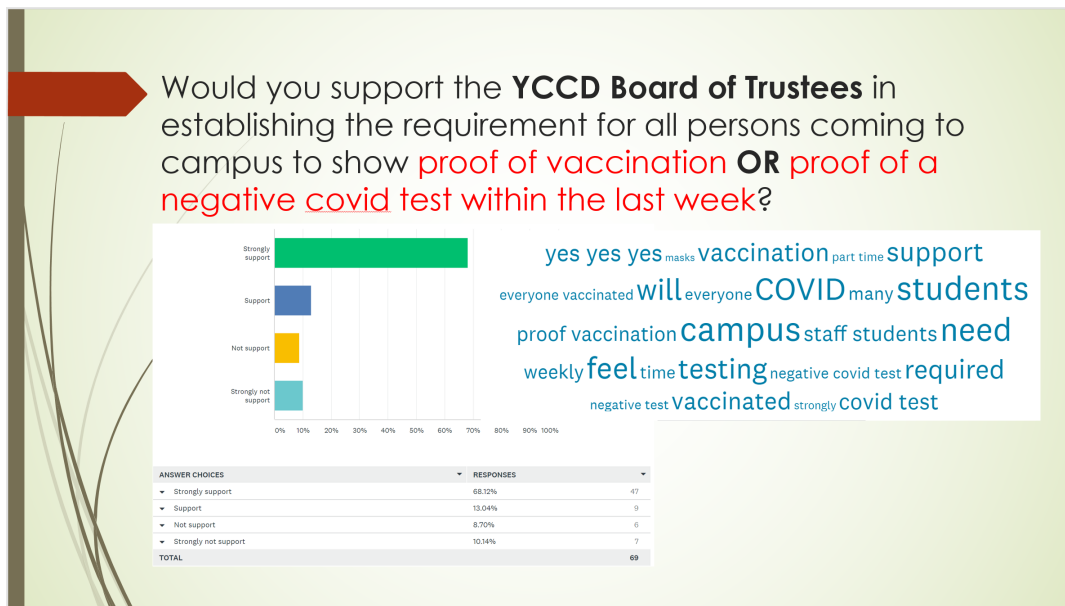 Would you support the YCCD Board of Trustees in
establishing the requirement for all persons coming to
campus to show proof of vaccination OR proof of a
negative covid test within the last week?
Strongly
support
Support
Not support
Strongly not
support
0% 10% 20% 30% 40% 50% 60% 70% 80% 90% 100%
yes yes yes masks vaccination part time support
everyone vaccinated will everyone COVID many students
proof vaccination campus staff students need
weekly feel time testing negative covid test required
negative test vaccinated strongly covid test
ANSWER CHOICES RESPONSES
Strongly support 68.12% 47
Support 13.04% 9
Not support 8.70% 6
Strongly not support 10.14% 7
TOTAL 69